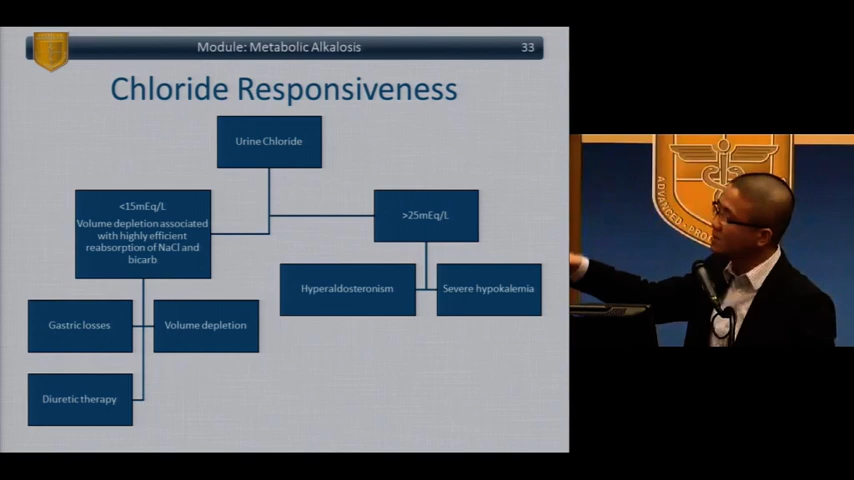 Module: Metabolic Alkalosis 33
Chloride Responsiveness
Urine Chloride
<15mEq/L
Volume depletion associated
with highly efficient
reabsorption of NaCl and
bicarb
>25mEq/L
Hyperaldosteronism
Severe hypokalemia
Gastric losses
Volume depletion
Diuretic therapy
ADVANCED